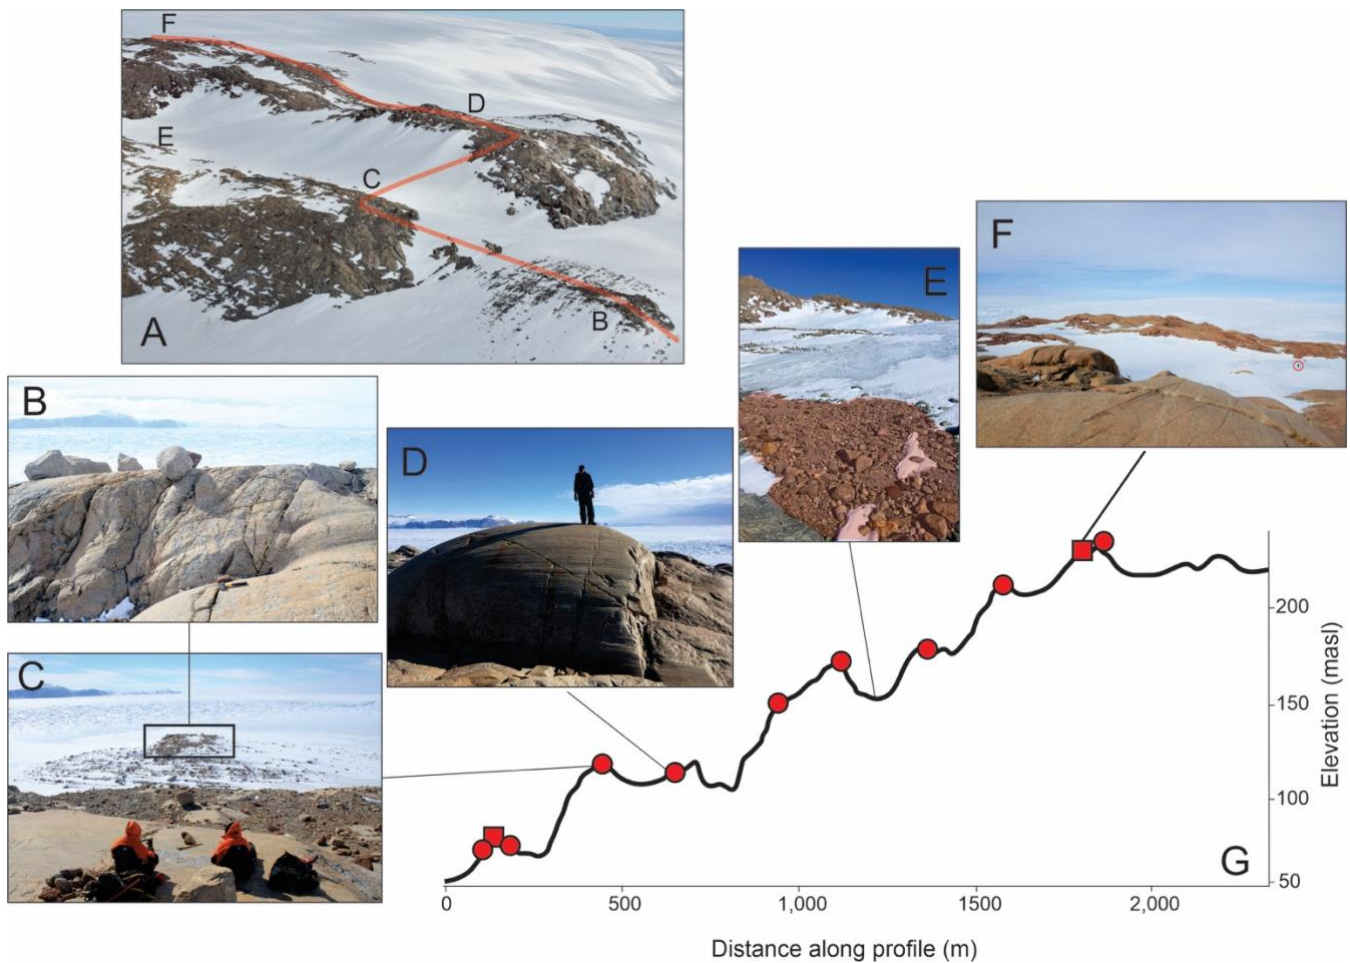 F
D
E
C
B
A
B
C
D
E
F
G
200
150
100
50
Elevation (masl)
0
500
1,000
1500
2,000
Distance along profile (m)